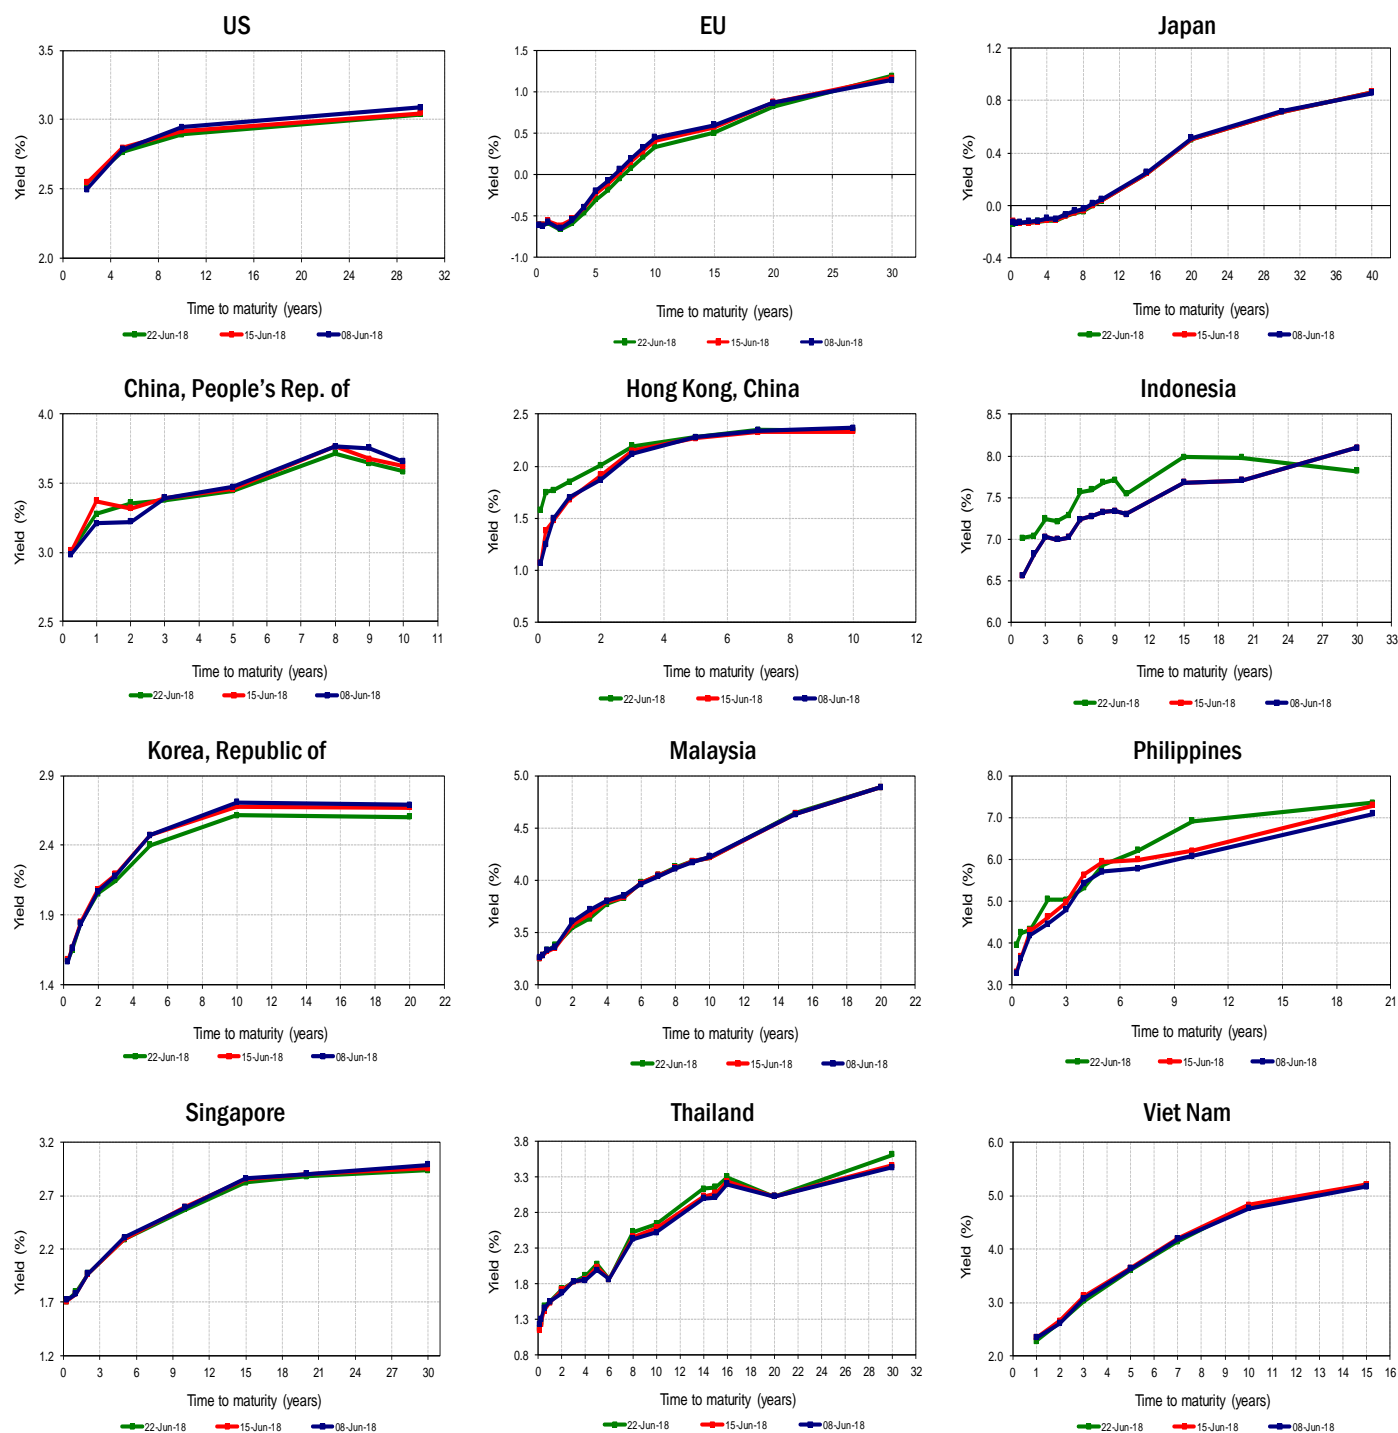 US
EU
Japan
3.5
3.0
2.5
2.0
Yield (%)
0 4 8 12 16 20 24 28 32
Time to maturity (years)
22-Jun-18 15-Jun-18 08-Jun-18
1.5
1.0
0.5
0.0
-0.5
-1.0
Yield (%)
0 5 10 15 20 25 30
Time to maturity (years)
22-Jun-18 15-Jun-18 08-Jun-18
1.2
0.8
0.4
0.0
-0.4
Yield (%)
0 4 8 12 16 20 24 28 32 36 40
Time to maturity (years)
22-Jun-18 15-Jun-18 08-Jun-18
China, People’s Rep. of
Hong Kong, China
Indonesia
4.0
3.5
3.0
2.5
Yield (%)
0 1 2 3 4 5 6 7 8 9 10 11
Time to maturity (years)
22-Jun-18 15-Jun-18 08-Jun-18
2.5
2.0
1.5
1.0
0.5
Yield (%)
0 2 4 6 8 10 12
Time to maturity (years)
22-Jun-18 15-Jun-18 08-Jun-18
8.5
8.0
7.5
7.0
6.5
6.0
Yield (%)
0 3 6 9 12 15 18 21 24 27 30 33
Time to maturity (years)
22-Jun-18 15-Jun-18 08-Jun-18
Korea, Republic of
Malaysia
Philippines
2.9
2.4
1.9
1.4
Yield (%)
0 2 4 6 8 10 12 14 16 18 20 22
Time to maturity (years)
22-Jun-18 15-Jun-18 08-Jun-18
5.0
4.5
4.0
3.5
3.0
Yield (%)
0 2 4 6 8 10 12 14 16 18 20 22
Time to maturity (years)
22-Jun-18 15-Jun-18 08-Jun-18
8.0
7.0
6.0
5.0
4.0
3.0
Yield (%)
0 3 6 9 12 15 18 21
Time to maturity (years)
22-Jun-18 15-Jun-18 08-Jun-18
Singapore
Thailand
Viet Nam
3.2
2.7
2.2
1.7
1.2
Yield (%)
0 3 6 9 12 15 18 21 24 27 30
Time to maturity (years)
22-Jun-18 15-Jun-18 08-Jun-18
3.8
3.3
2.8
2.3
1.8
1.3
0.8
Yield (%)
0 2 4 6 8 10 12 14 16 18 20 22 24 26 28 30 32
Time to maturity (years)
22-Jun-18 15-Jun-18 08-Jun-18
6.0
5.0
4.0
3.0
2.0
Yield (%)
0 1 2 3 4 5 6 7 8 9 10 11 12 13 14 15 16
Time to maturity (years)
22-Jun-18 15-Jun-18 08-Jun-18